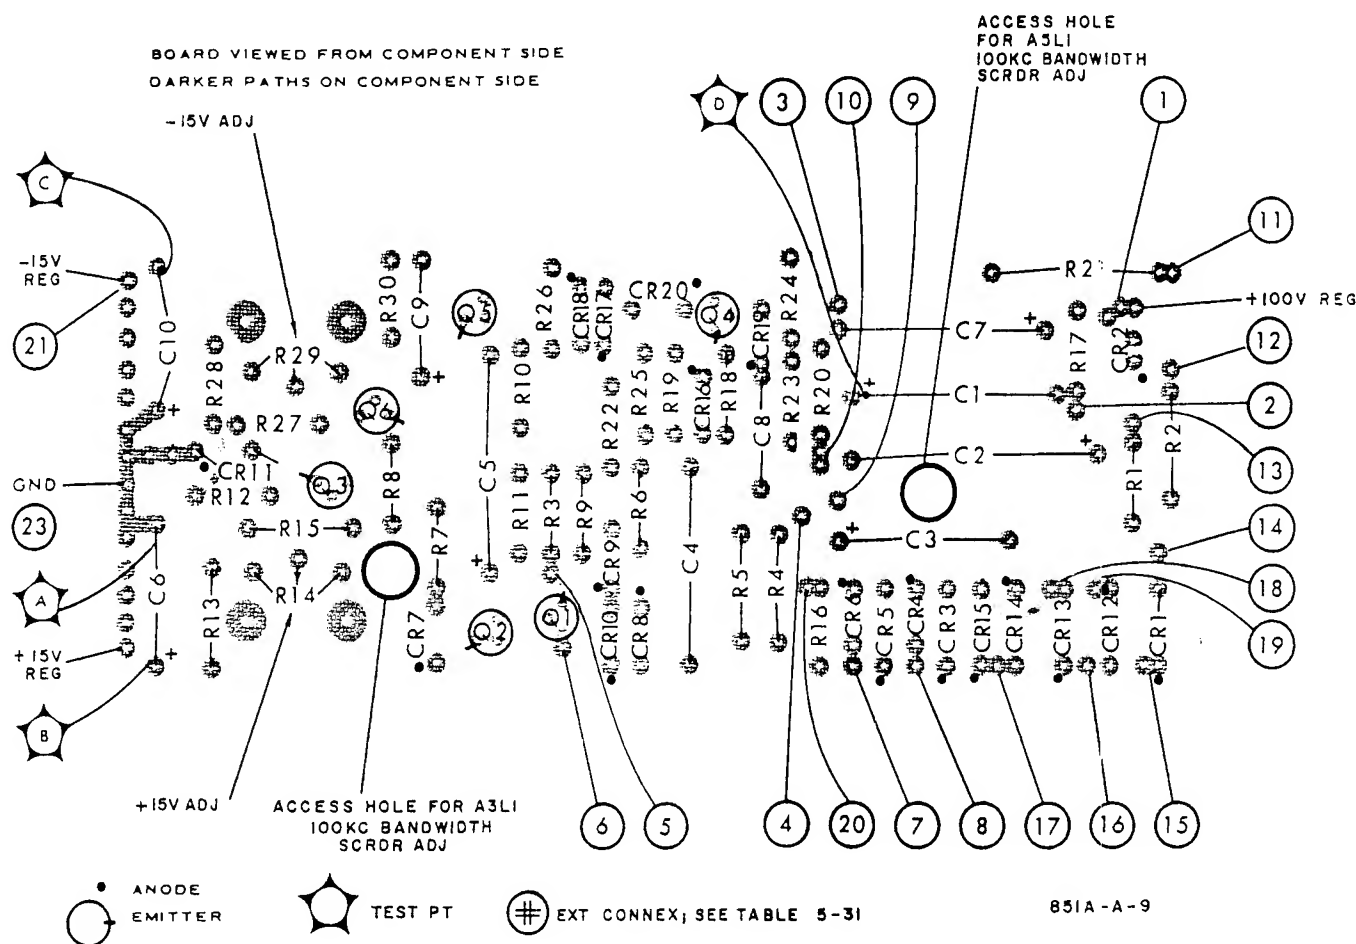 BOARD VIEWED FROM COMPONENT SIDE
DARKER PATHS ON COMPONENT SIDE
-15V ADJ
ACCESS HOLE
FOR A5L1
100KC BANDWIDTH
SCRDR ADJ
D
3
10
9
1
C
11
-15V
REG
+100V REG
21
12
2
13
GND
23
14
18
19
A
+15V
REG
B
C10
R28
R29
R27
CR11
R12
R15
R14
R13
C6
R30
C9
Q5
Q6
Q3
R8
R7
CR7
Q2
Q1
C5
R10
R11
R26
CR18
CR17
CR20
Q4
CR19
R24
R22
R25
R19
CR16
R18
C8
R23
R20
R3
R9
R6
CR9
CR10
CR8
C4
R5
R4
C7
C1
C2
C3
R17
CR2
R2
R1
R16
CR6
CR5
CR4
CR3
CR15
CR14
CR13
CR12
CR1
+15V ADJ
ACCESS HOLE FOR A3L1
100KC BANDWIDTH
SCRDR ADJ
6
5
4
20
7
8
17
16
15
ANODE
EMITTER
TEST PT
# EXT CONNEX; SEE TABLE 5-31
851A-A-9